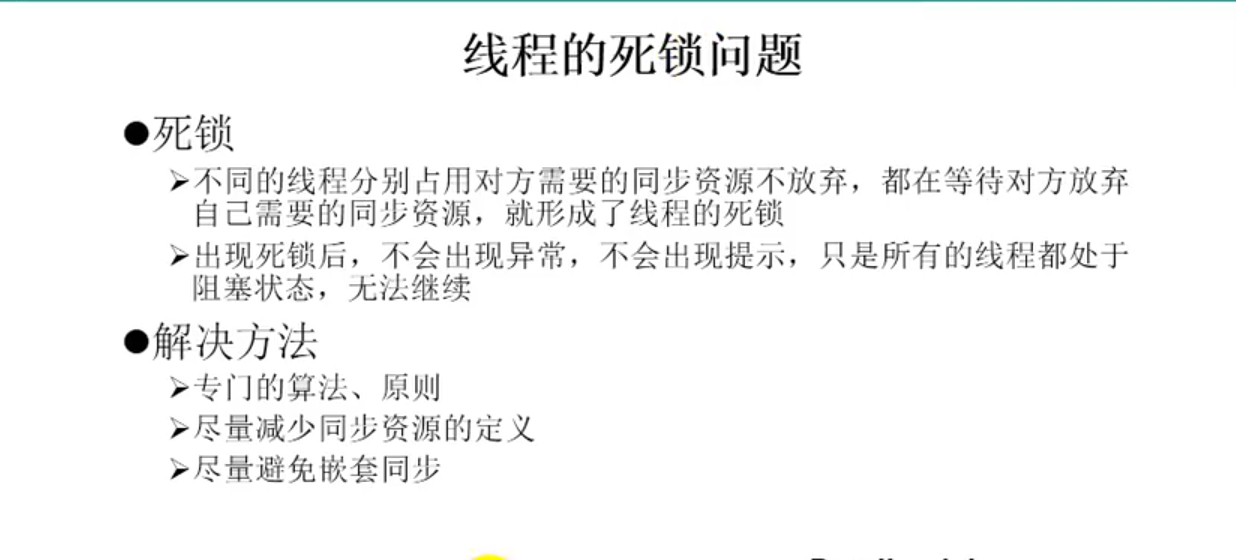 线程的死锁问题
●死锁
➢不同的线程分别占用对方需要的同步资源不放弃，都在等待对方放弃
自己需要的同步资源，就形成了线程的死锁
➢出现死锁后，不会出现异常，不会出现提示，只是所有的线程都处于
阻塞状态，无法继续
●解决方法
➢专门的算法、原则
➢尽量减少同步资源的定义
➢尽量避免嵌套同步